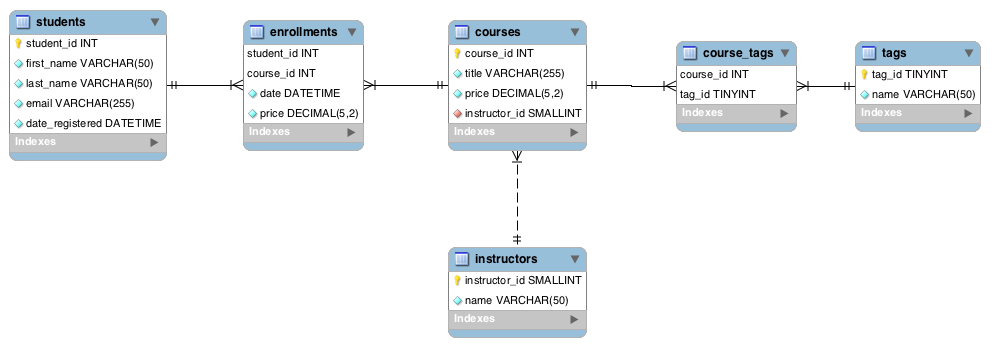 students
student_id INT
first_name VARCHAR(50)
last_name VARCHAR(50)
email VARCHAR(255)
date_registered DATETIME
Indexes
enrollments
student_id INT
course_id INT
date DATETIME
price DECIMAL(5,2)
Indexes
courses
course_id INT
title VARCHAR(255)
price DECIMAL(5,2)
instructor_id SMALLINT
Indexes
course_tags
course_id INT
tag_id TINYINT
Indexes
tags
tag_id TINYINT
name VARCHAR(50)
Indexes
instructors
instructor_id SMALLINT
name VARCHAR(50)
Indexes